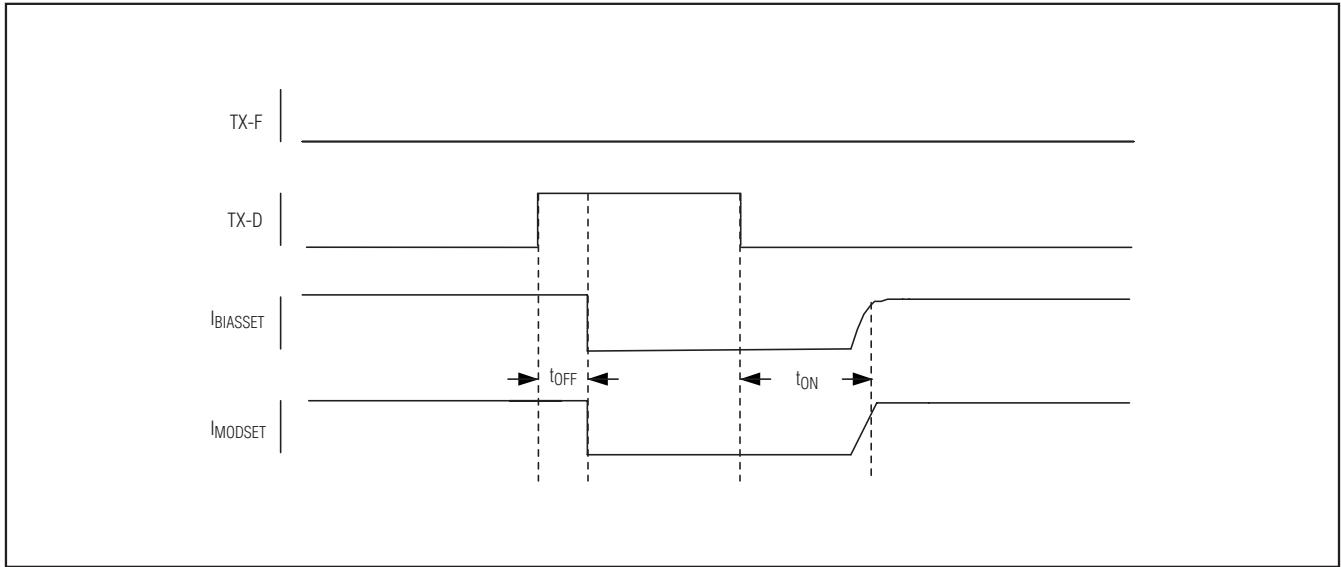 TX-F
TX-D
IBIASSET
tOFF
tON
IMODSET